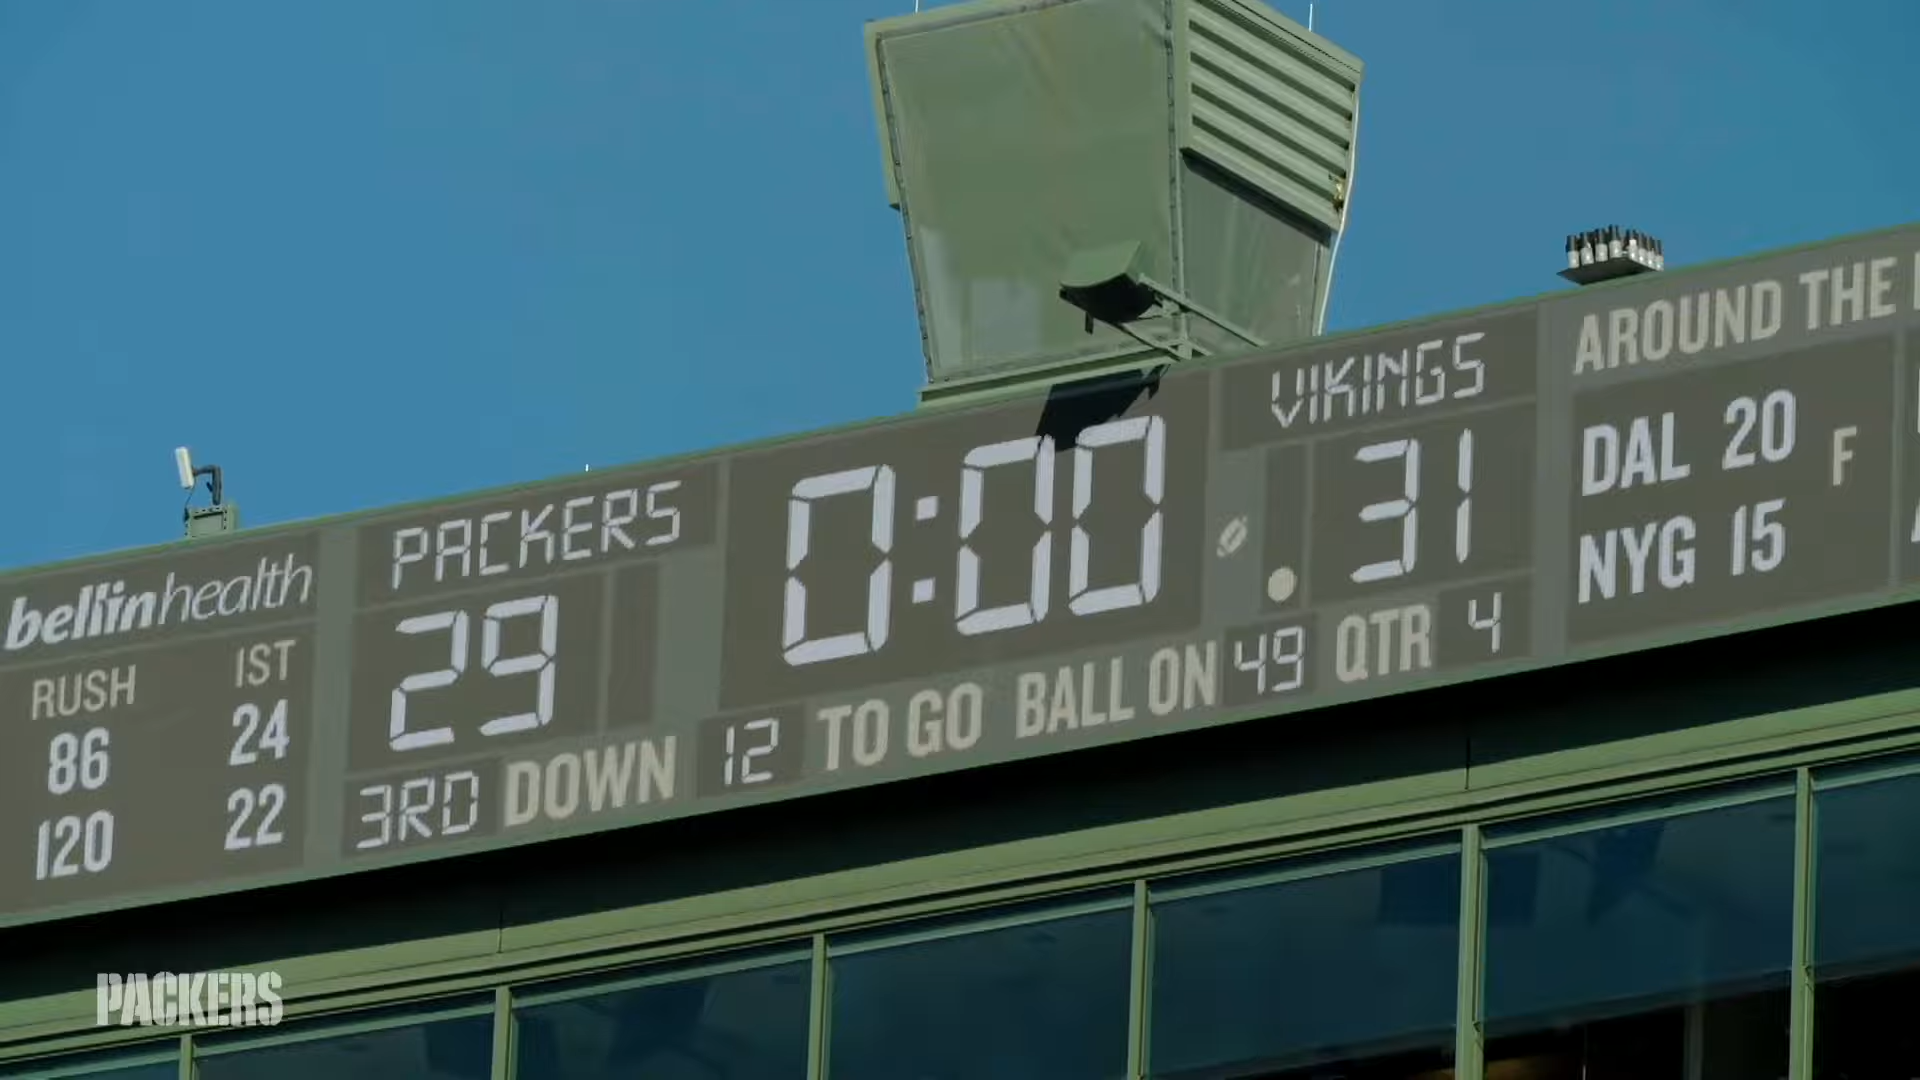 bellinhealth
RUSH 1ST
86 24
120 22
PACKERS
29
0:00
VIKINGS
31
3RD DOWN 12 TO GO BALL ON 49 QTR 4
AROUND THE
DAL 20
NYG 15
F
PACKERS